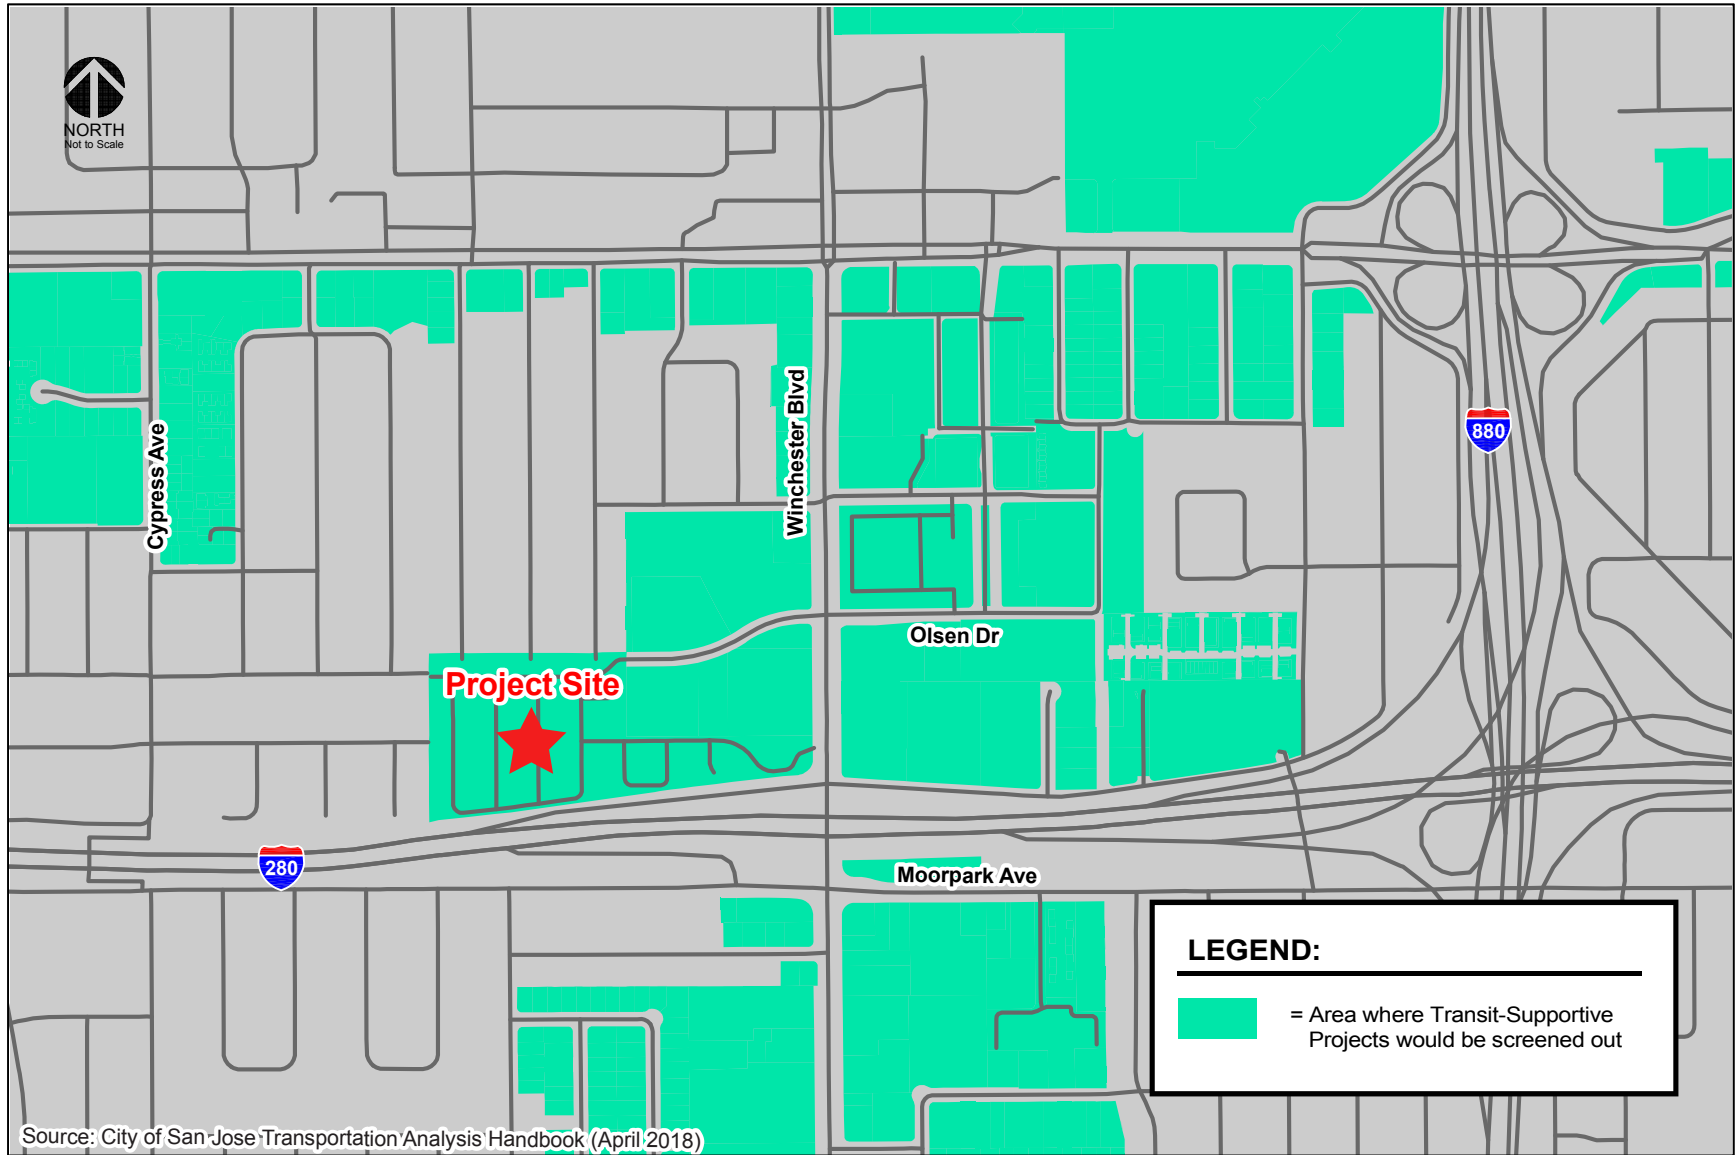 NORTH
Not to Scale
Cypress Ave
Winchester Blvd
880
Olsen Dr
Project Site
280
Moorpark Ave
LEGEND:
= Area where Transit-Supportive
Projects would be screened out
Source: City of San Jose Transportation Analysis Handbook (April 2018)